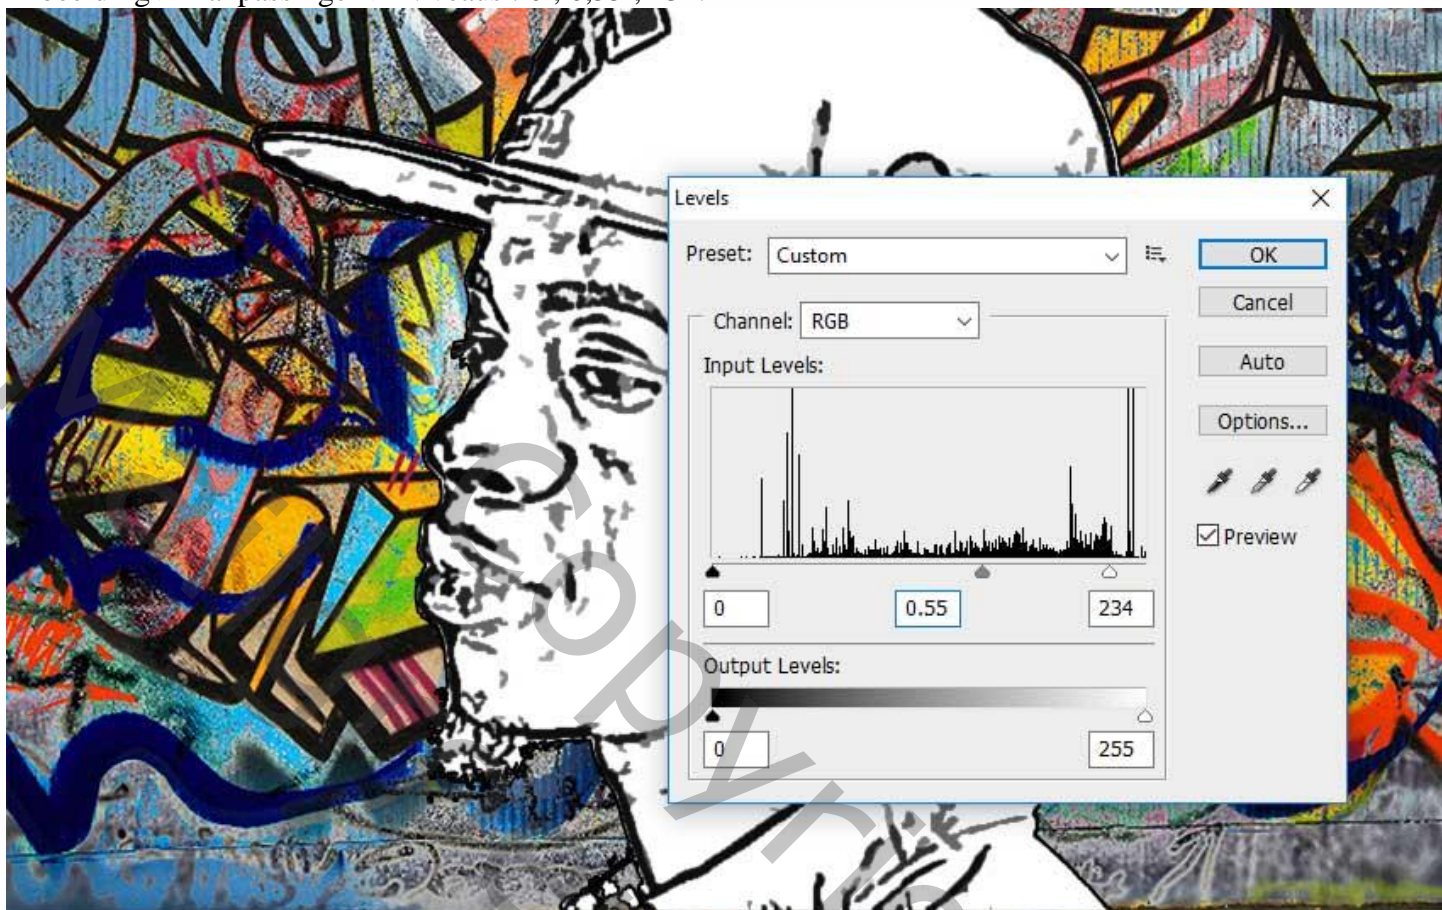 Levels
Preset: Custom
OK
Channel: RGB
Cancel
Input Levels:
Auto
Options...
Preview
0 0.55 234
Output Levels:
0 255
Copyri